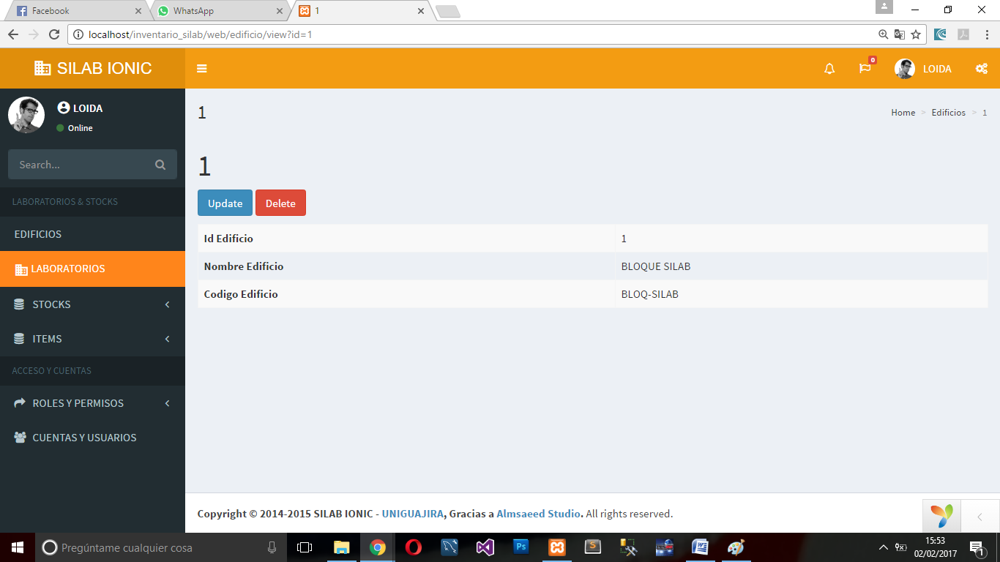 Facebook
WhatsApp
1
localhost/inventario_silab/web/edificio/view?id=1
SILAB IONIC
0
LOIDA
LOIDA
Online
Search...
1
Home > Edificios > 1
LABORATORIOS & STOCKS
EDIFICIOS
LABORATORIOS
STOCKS
ITEMS
ACCESO Y CUENTAS
ROLES Y PERMISOS
CUENTAS Y USUARIOS
1
Update
Delete
Id Edificio 1
Nombre Edificio BLOQUE SILAB
Codigo Edificio BLOQ-SILAB
Copyright © 2014-2015 SILAB IONIC - UNIGUAJIRA, Gracias a Almsaeed Studio. All rights reserved.
Pregúntame cualquier cosa
Ps
S
W
15:53
02/02/2017
1